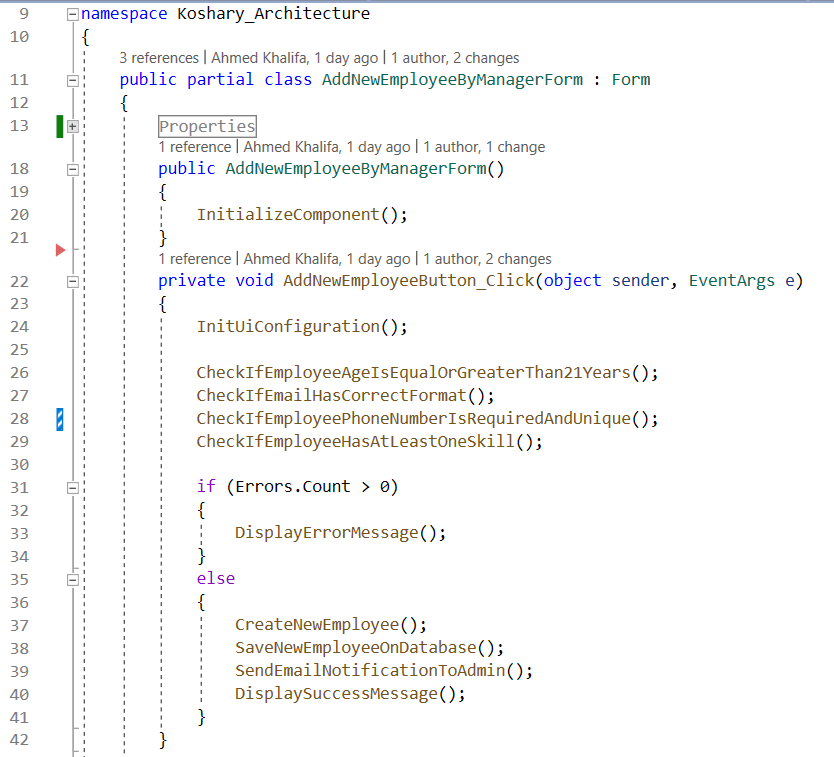 9 namespace Koshary_Architecture
10 {
3 references | Ahmed Khalifa, 1 day ago | 1 author, 2 changes
11 public partial class AddNewEmployeeByManagerForm : Form
12 {
13 Properties
1 reference | Ahmed Khalifa, 1 day ago | 1 author, 1 change
18 public AddNewEmployeeByManagerForm()
19 {
20 InitializeComponent();
21 }
1 reference | Ahmed Khalifa, 1 day ago | 1 author, 2 changes
22 private void AddNewEmployeeButton_Click(object sender, EventArgs e)
23 {
24 InitUiConfiguration();
25
26 CheckIfEmployeeAgeIsEqualOrGreaterThan21Years();
27 CheckIfEmailHasCorrectFormat();
28 CheckIfEmployeePhoneNumberIsRequiredAndUnique();
29 CheckIfEmployeeHasAtLeastOneSkill();
30
31 if (Errors.Count > 0)
32 {
33 DisplayErrorMessage();
34 }
35 else
36 {
37 CreateNewEmployee();
38 SaveNewEmployeeOnDatabase();
39 SendEmailNotificationToAdmin();
40 DisplaySuccessMessage();
41 }
42 }